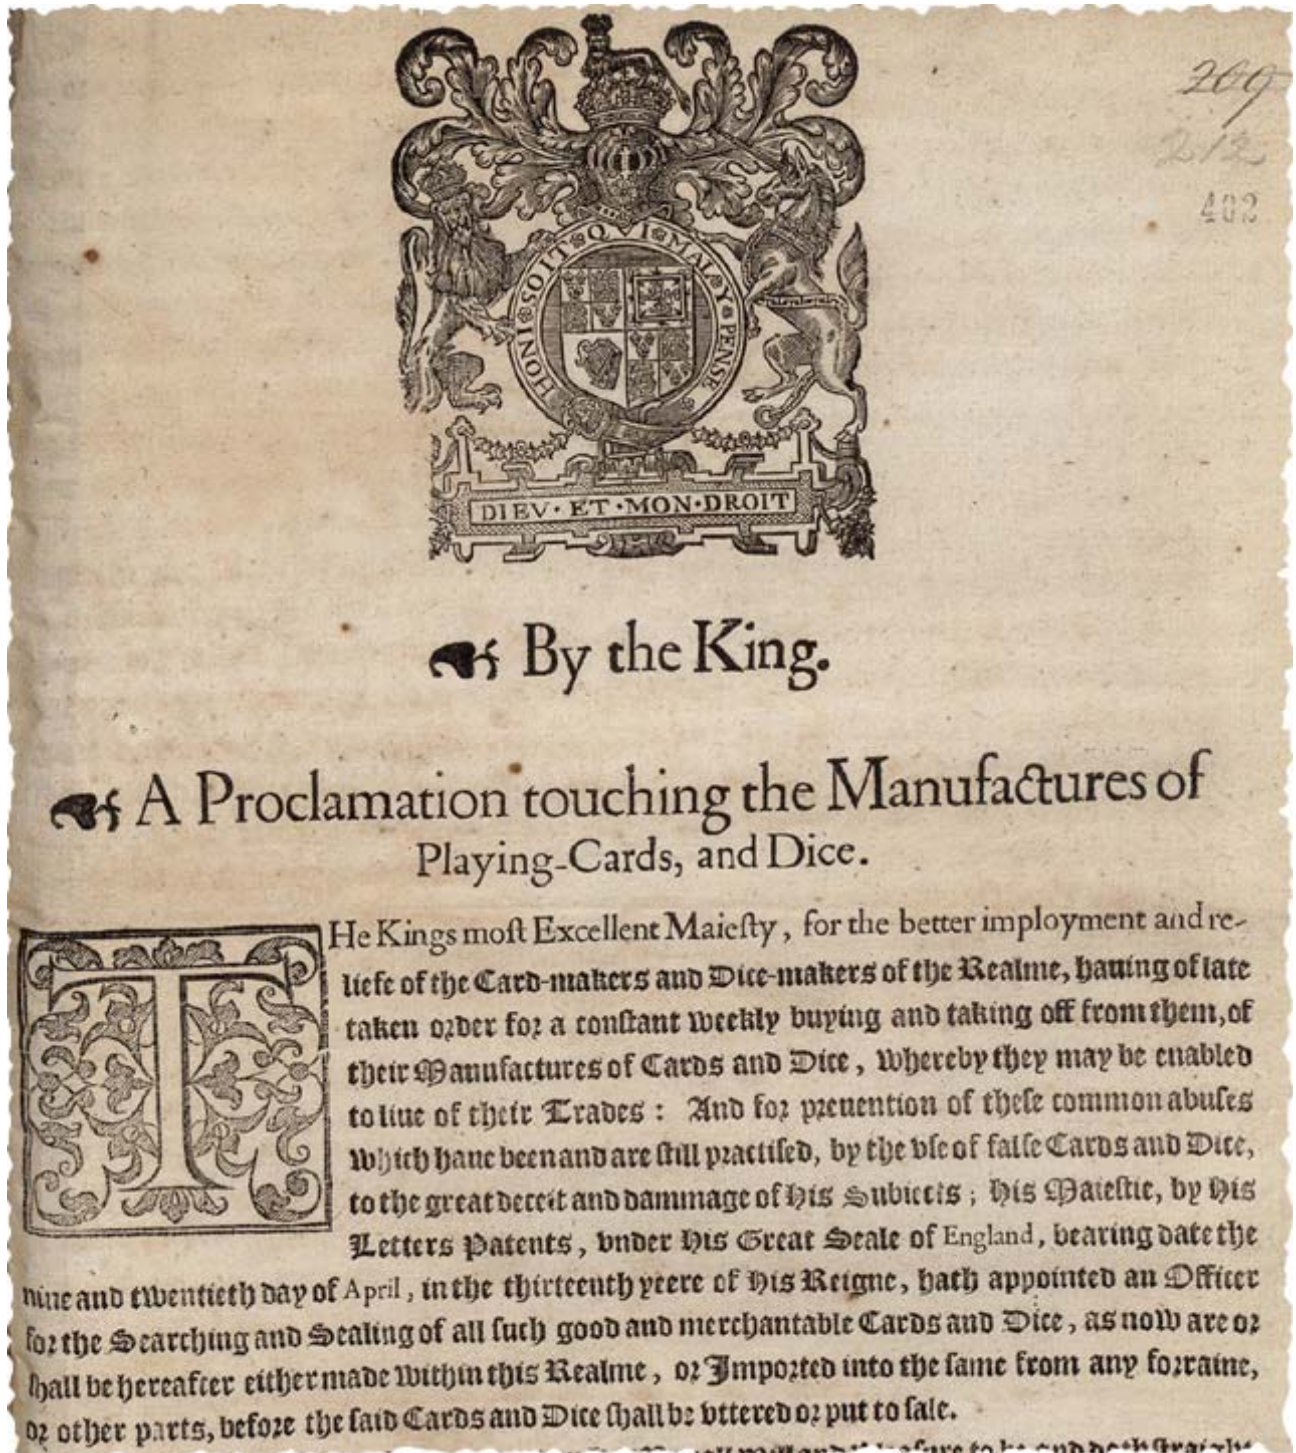 269
212
402
HONI SOIT QVI MAL Y PENSE
DIEV · ET · MON · DROIT
By the King.
A Proclamation touching the Manufactures of
Playing-Cards, and Dice.
THe Kings moſt Excellent Maieſty, for the better imployment and re-
liefe of the Card-makers and Dice-makers of the Realme, hauing of late
taken order for a conſtant weekly buying and taking off from them, of
their Manufactures of Cards and Dice, whereby they may be enabled
to liue of their Trades: And for preuention of theſe common abuſes
which haue been and are ſtill practiſed, by the vſe of falſe Cards and Dice,
to the great deceit and dammage of His Subiects; His Maieſtie, by His
Letters Patents, vnder His Great Seale of England, bearing date the
nine and twentieth day of April, in the thirteenth yeere of His Reigne, hath appointed an Officer
for the Searching and Sealing of all ſuch good and merchantable Cards and Dice, as now are or
ſhall be hereafter either made within this Realme, or Imported into the ſame from any forraine,
or other parts, before the ſaid Cards and Dice ſhall be vttered or put to ſale.